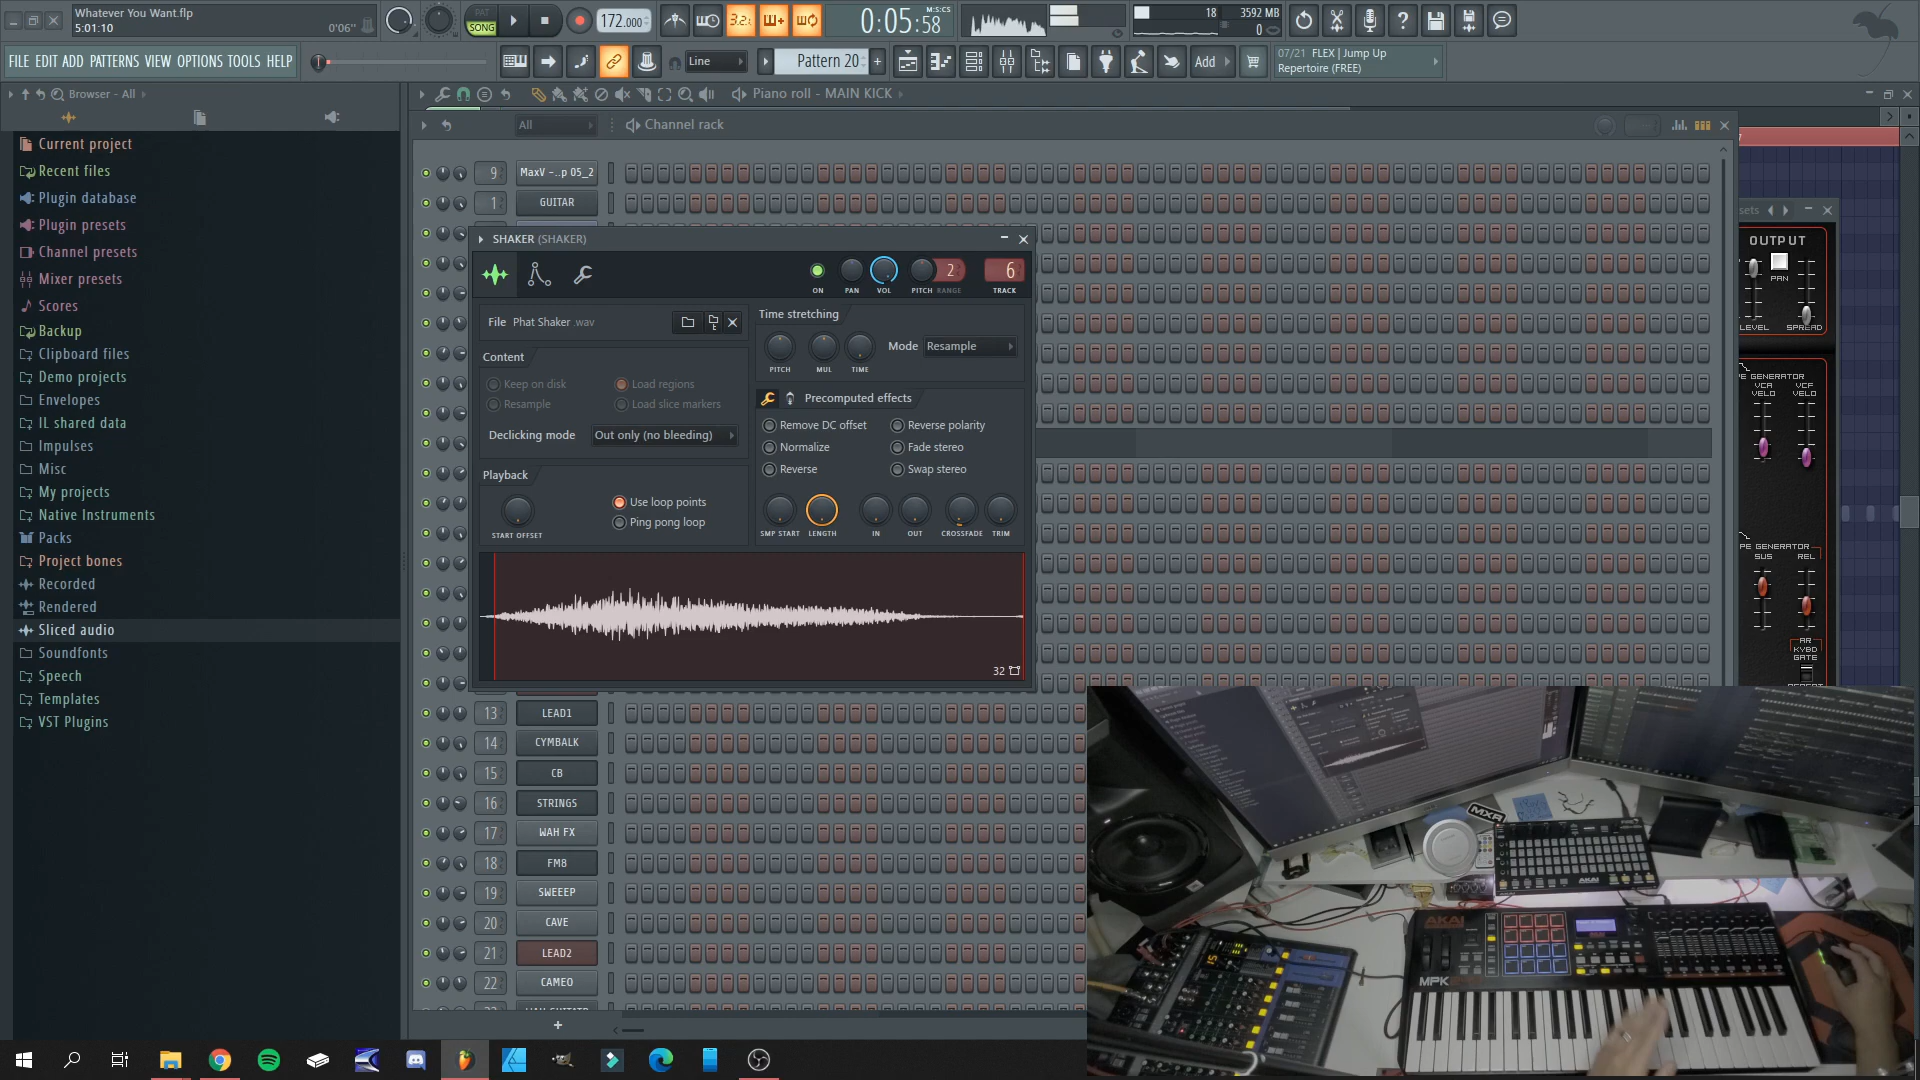 Whatever You Want.flp
5:01:10
0'06"
PAT
SONG
172.000
3.2.
0:05:58
M:S:CS
18
3592 MB
0
FILE EDIT ADD PATTERNS VIEW OPTIONS TOOLS HELP
Line
Pattern 20
+
Add
07/21 FLEX | Jump Up
Repertoire (FREE)
Browser - All
Piano roll - MAIN KICK
All
Channel rack
Current project
Recent files
Plugin database
Plugin presets
Channel presets
Mixer presets
Scores
Backup
Clipboard files
Demo projects
Envelopes
IL shared data
Impulses
Misc
My projects
Native Instruments
Packs
Project bones
Recorded
Rendered
Sliced audio
Soundfonts
Speech
Templates
VST Plugins
9 MaxV -..p 05_2
1 GUITAR
SHAKER (SHAKER)
2
6
ON PAN VOL PITCH RANGE TRACK
File Phat Shaker .wav
Content
Keep on disk
Load regions
Resample
Load slice markers
Declicking mode Out only (no bleeding)
Playback
START OFFSET
Use loop points
Ping pong loop
Time stretching
Mode Resample
PITCH MUL TIME
Precomputed effects
Remove DC offset
Reverse polarity
Normalize
Fade stereo
Reverse
Swap stereo
SMP START LENGTH IN OUT CROSSFADE TRIM
32
13 LEAD1
14 CYMBALK
15 CB
16 STRINGS
17 WAH FX
18 FM8
19 SWEEEP
20 CAVE
21 LEAD2
22 CAMEO
+
sets
OUTPUT
PAN
LEVEL SPREAD
PE GENERATOR
VCA VCF
VELO VELO
PE GENERATOR
SUS REL
AR
KYBD
GATE
MXR
AKAI
AKAI
MPK